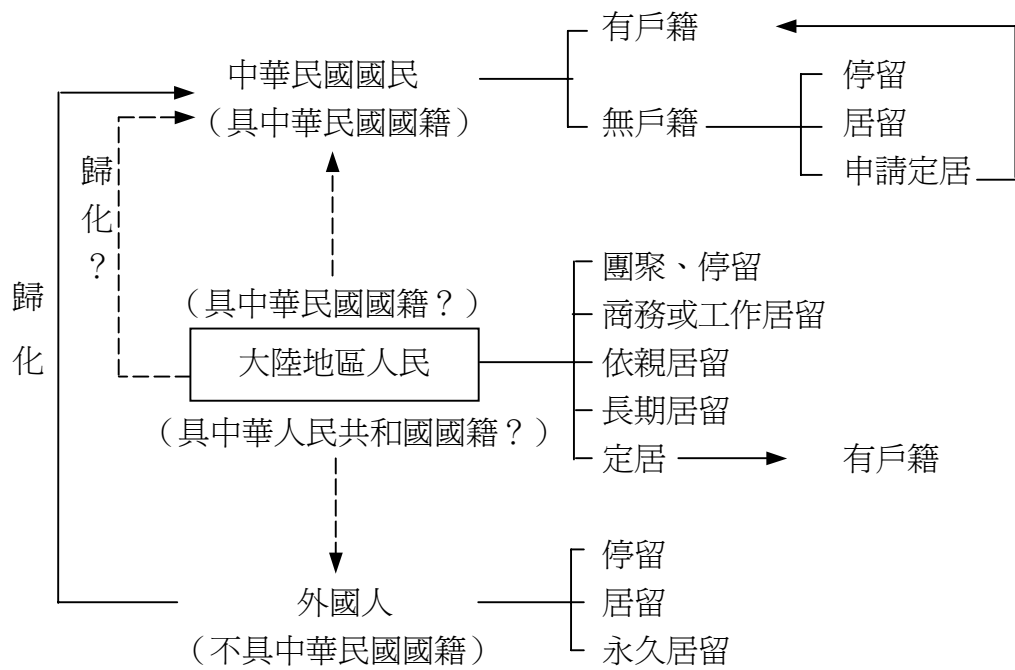 有戶籍
中華民國國民
(具中華民國國籍)
無戶籍
停留
居留
申請定居
歸化？
歸化
(具中華民國國籍？)
大陸地區人民
(具中華人民共和國國籍？)
團聚、停留
商務或工作居留
依親居留
長期居留
定居
有戶籍
外國人
(不具中華民國國籍)
停留
居留
永久居留